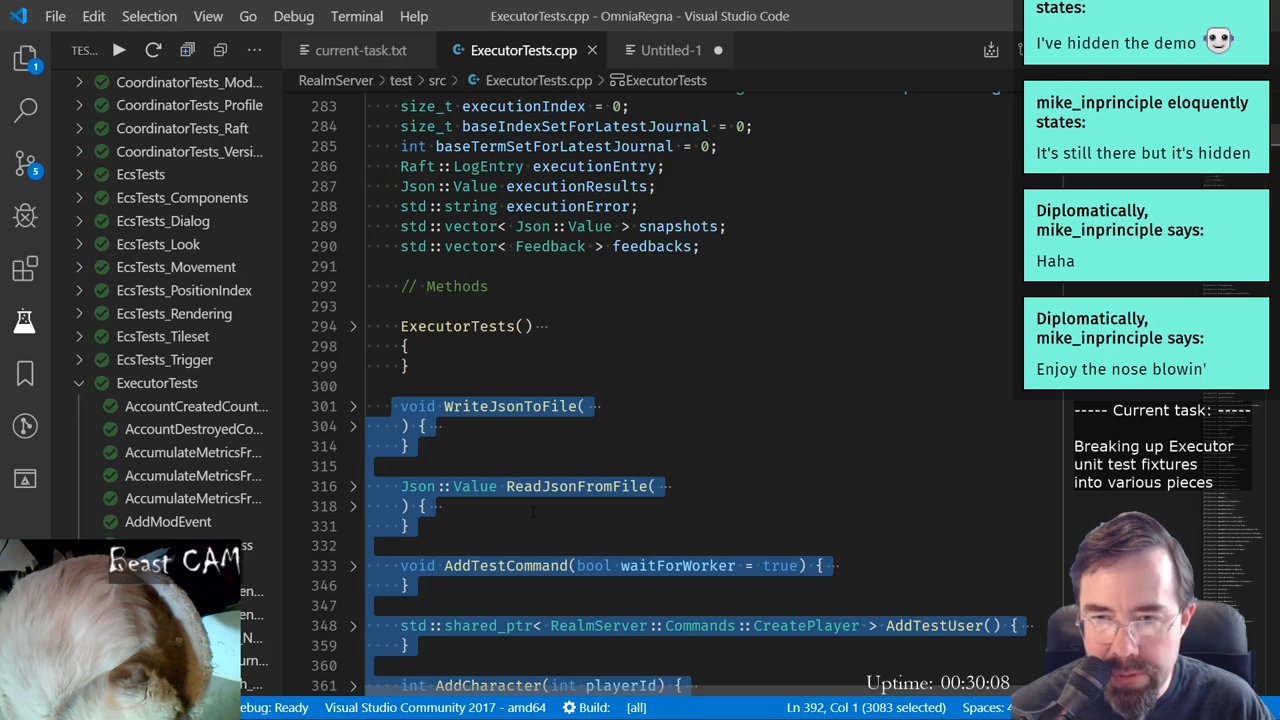 File Edit Selection View Go Debug Terminal Help
ExecutorTests.cpp - OmniaRegna - Visual Studio Code
TES...
current-task.txt
ExecutorTests.cpp
Untitled-1
RealmServer > test > src > ExecutorTests.cpp > ExecutorTests
1
5
CoordinatorTests_Mod...
CoordinatorTests_Profile
CoordinatorTests_Raft
CoordinatorTests_Versi...
EcsTests
EcsTests_Components
EcsTests_Dialog
EcsTests_Look
EcsTests_Movement
EcsTests_PositionIndex
EcsTests_Rendering
EcsTests_Tileset
EcsTests_Trigger
ExecutorTests
AccountCreatedCount...
AccountDestroyedCo...
AccumulateMetricsFr...
AccumulateMetricsFr...
AccumulateMetricsFr...
AddModEvent
283 size_t executionIndex = 0;
284 size_t baseIndexSetForLatestJournal = 0;
285 int baseTermSetForLatestJournal = 0;
286 Raft::LogEntry executionEntry;
287 Json::Value executionResults;
288 std::string executionError;
289 std::vector< Json::Value > snapshots;
290 std::vector< Feedback > feedbacks;
291
292 // Methods
293
294 ExecutorTests()
298 {
299 }
300
301 void WriteJsonToFile(
304 ) {
314 }
315
316 Json::Value ReadJsonFromFile(
) {
331 }
332
333 void AddTestCommand(bool waitForWorker = true) {
346 }
347
348 std::shared_ptr< RealmServer::Commands::CreatePlayer > AddTestUser() {
359 }
360
361 int AddCharacter(int playerId) {
states:
I've hidden the demo
mike_inprinciple eloquently
states:
It's still there but it's hidden
Diplomatically,
mike_inprinciple says:
Haha
Diplomatically,
mike_inprinciple says:
Enjoy the nose blowin'
----- Current task: -----
Breaking up Executor
unit test fixtures
into various pieces
Beast CAM
Uptime: 00:30:08
debug: Ready
Visual Studio Community 2017 - amd64
Build: [all]
Ln 392, Col 1 (3083 selected)
Spaces: 4